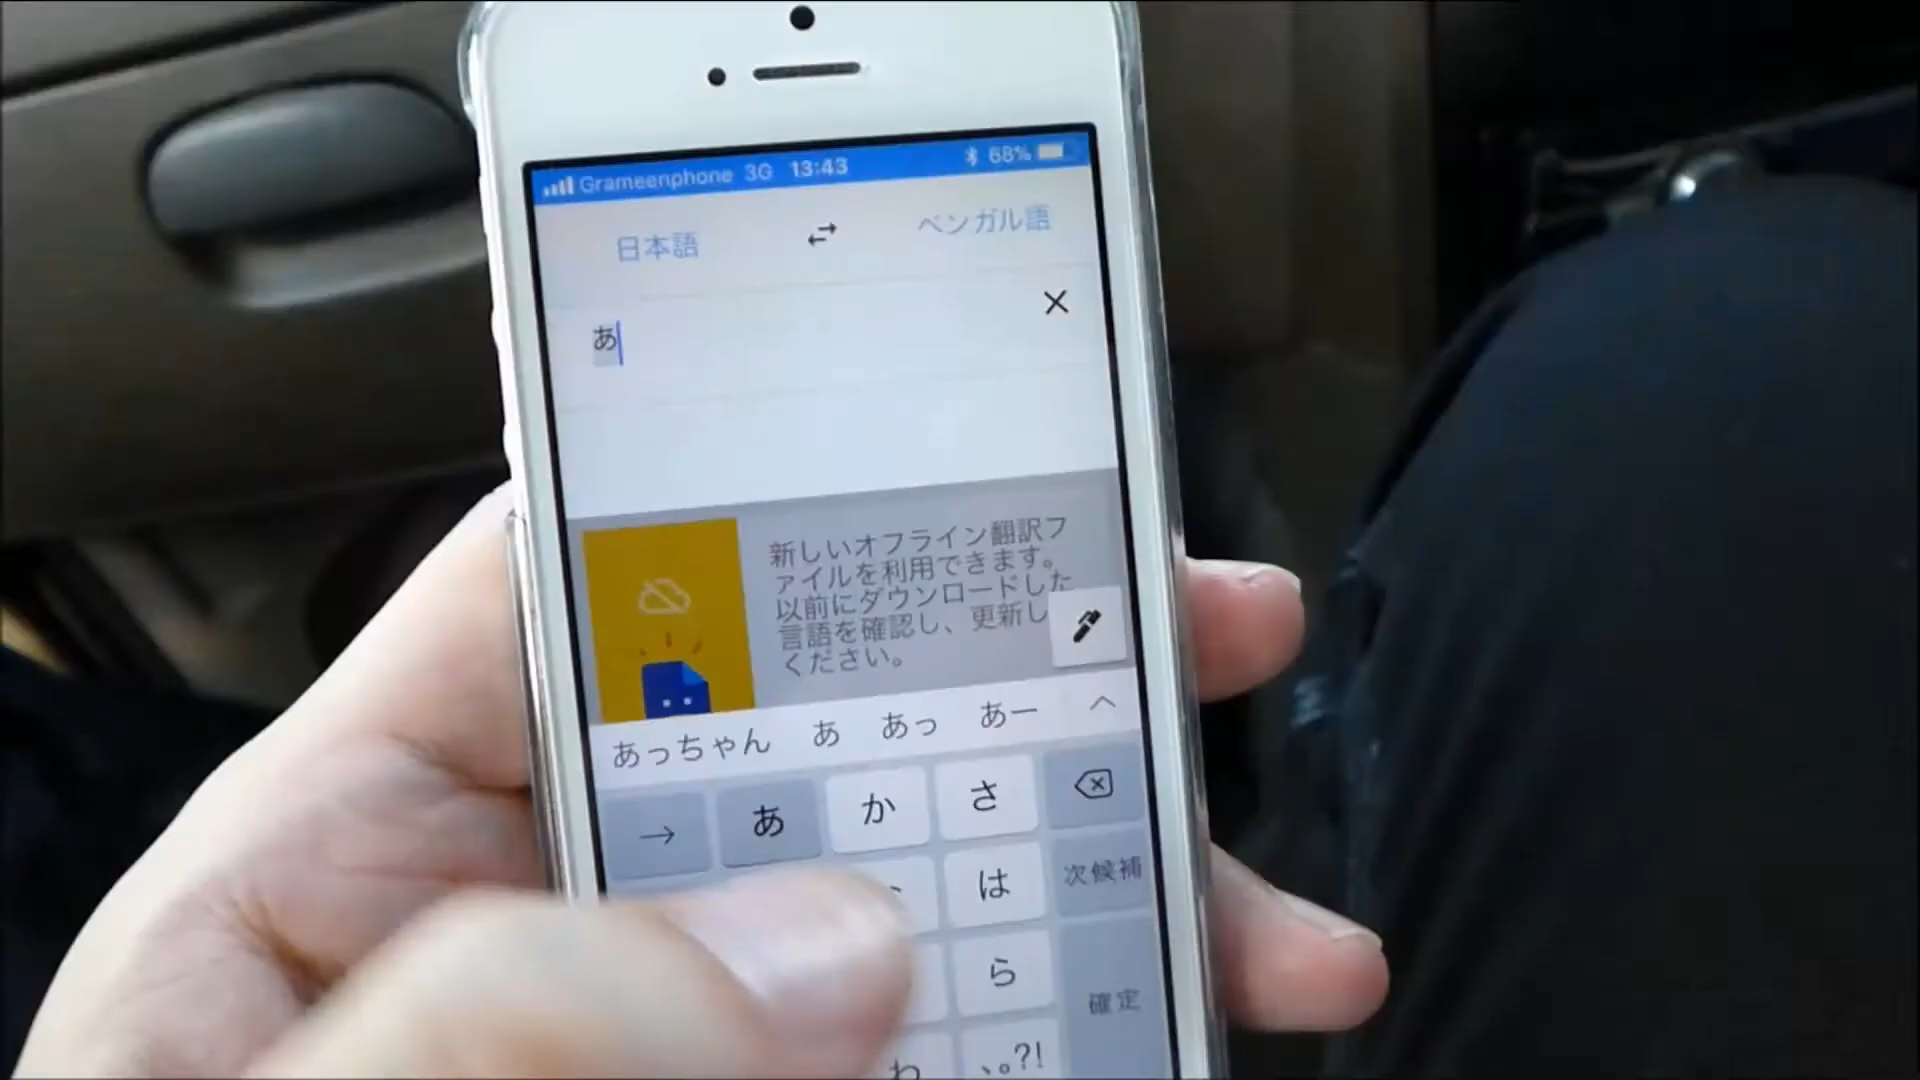 Grameenphone 3G 13:43 68%
日本語 ベンガル語
あ
新しいオフライン翻訳フ
ァイルを利用できます。
以前にダウンロードした
言語を確認し、更新し
ください。
あっちゃん あ あっ あー
→ あ か さ
は 次候補
ら 確定
わ 、。?!